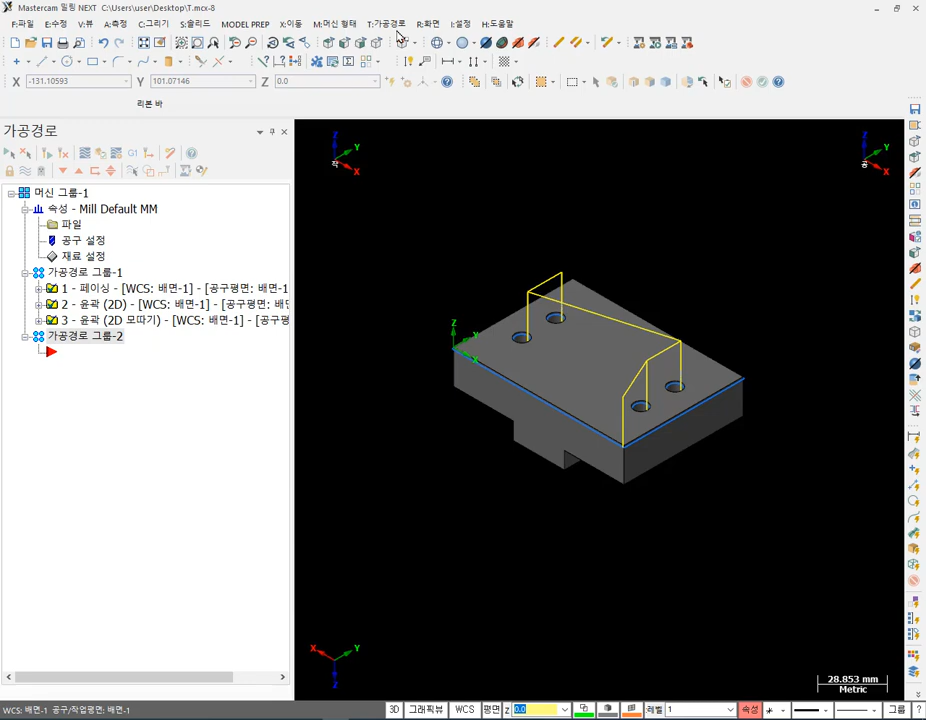 Mastercam 밀링 NEXT  C:\Users\user\Desktop\T.mcx-8
F:파일 E:수정 V:뷰 A:측정 C:그리기 S:솔리드 MODEL PREP X:이동 M:머신 형태 T:가공경로 R:화면 I:설정 H:도움말
X -131.10593 Y 101.07146 Z 0.0
리본 바
가공경로
G1
머신 그룹-1
속성 - Mill Default MM
파일
공구 설정
재료 설정
가공경로 그룹-1
1 - 페이싱 - [WCS: 배면-1] - [공구평면: 배면-1
2 - 윤곽 (2D) - [WCS: 배면-1] - [공구평면: 배면
3 - 윤곽 (2D 모따기) - [WCS: 배면-1] - [공구평
가공경로 그룹-2
Z
Y
X
Z
Y
X
Z
Y
X
X
Y
Z
28.853 mm
Metric
WCS: 배면-1 공구/작업평면: 배면-1
3D 그래픽뷰 WCS 평면 Z 0.0 레벨 1 속성 그룹 ?